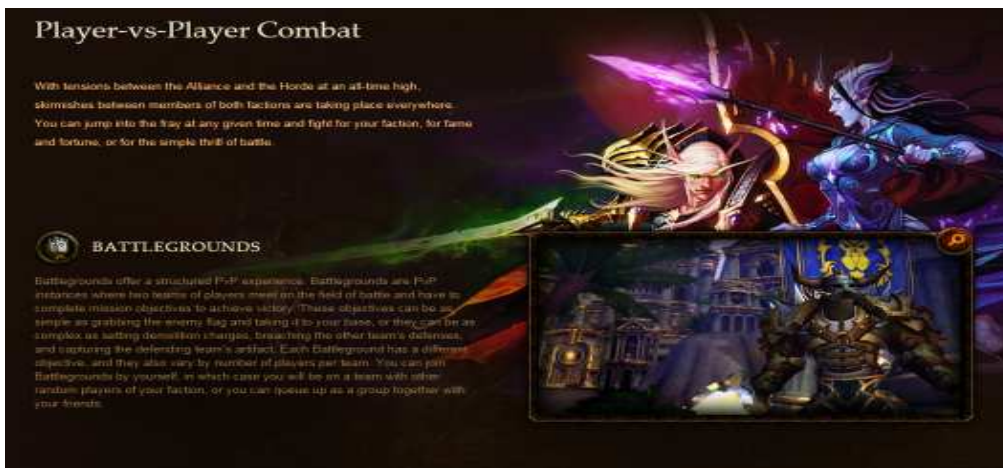 Player-vs-Player Combat
With tensions between the Alliance and the Horde at an all-time high,
skirmishes between members of both factions are taking place everywhere.
You can jump into the fray at any given time and fight for your faction, for fame
and fortune, or for the simple thrill of battle.
BATTLEGROUNDS
Battlegrounds offer a structured PvP experience. Battlegrounds are PvP
instances where two teams of players meet on the field of battle and have to
complete mission objectives to achieve victory. These objectives can be as
simple as grabbing the enemy flag and taking it to your base, or they can be as
complex as setting demolition charges, breaching the other team's defenses,
and capturing the defending team's artifact. Each Battleground has a different
objective, and they also vary by number of players per team. You can join
Battlegrounds by yourself, in which case you will be on a team with other
random players of your faction, or you can queue up as a group together with
your friends.